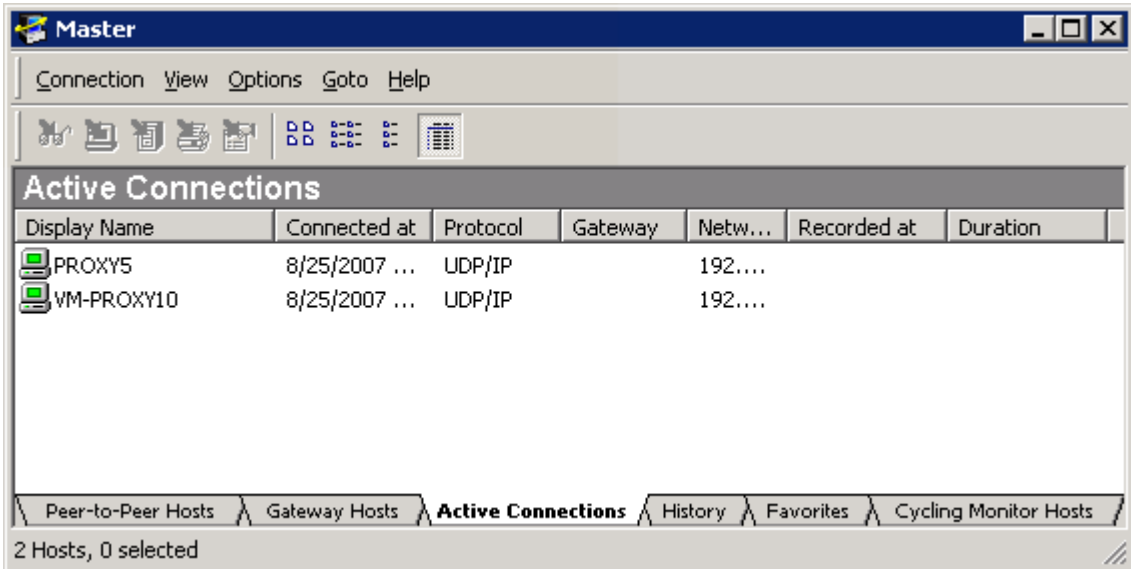 Master
Connection View Options Goto Help
Active Connections
Display Name Connected at Protocol Gateway Netw... Recorded at Duration
PROXY5 8/25/2007 ... UDP/IP 192....
VM-PROXY10 8/25/2007 ... UDP/IP 192....
Peer-to-Peer Hosts Gateway Hosts Active Connections History Favorites Cycling Monitor Hosts
2 Hosts, 0 selected